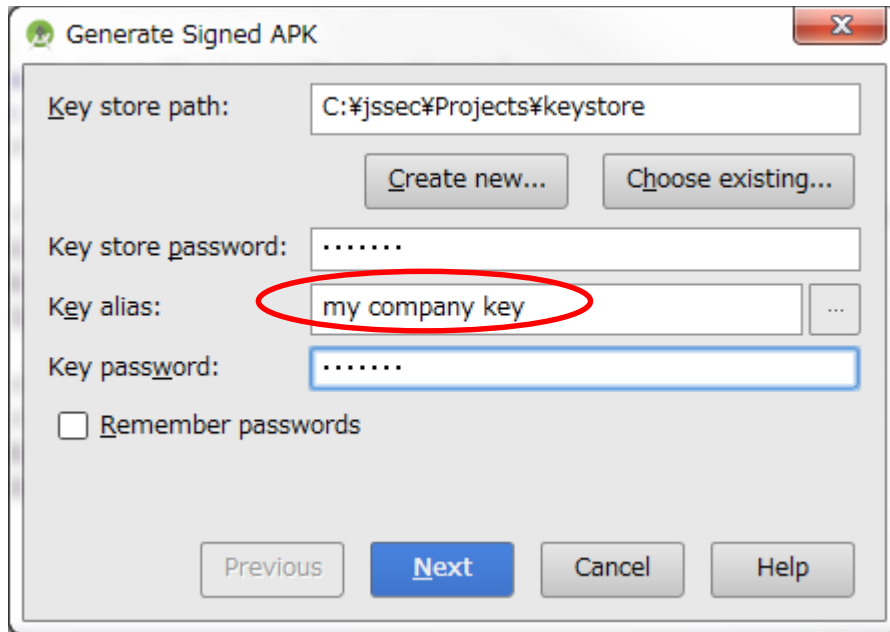 Generate Signed APK
Key store path: C:¥jssec¥Projects¥keystore
Create new... Choose existing...
Key store password: ·······
Key alias: my company key ...
Key password: ·······
Remember passwords
Previous Next Cancel Help